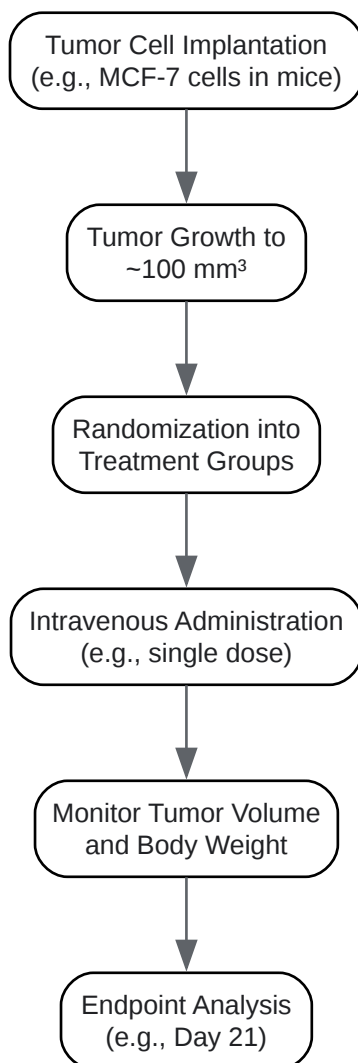 Tumor Cell Implantation
(e.g., MCF-7 cells in mice)
Tumor Growth to
~100 mm³
Randomization into
Treatment Groups
Intravenous Administration
(e.g., single dose)
Monitor Tumor Volume
and Body Weight
Endpoint Analysis
(e.g., Day 21)